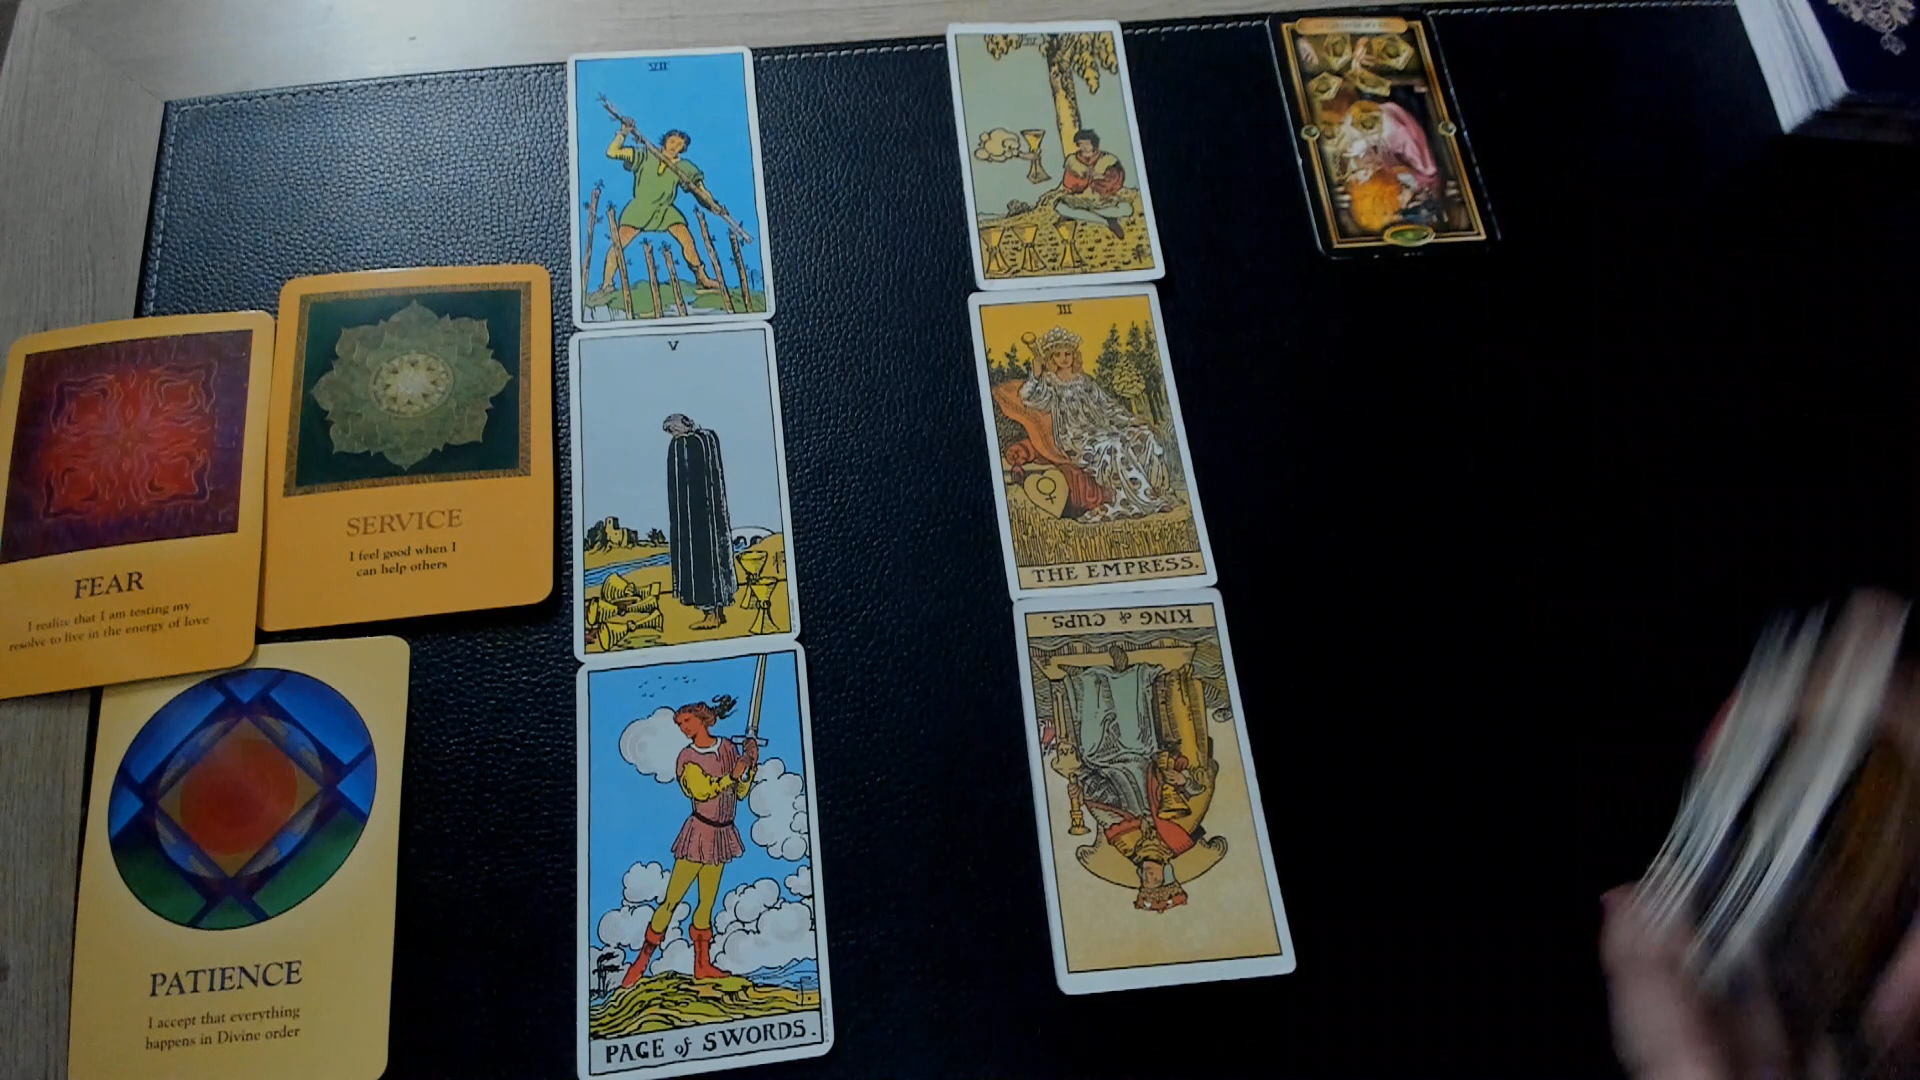 FEAR
I realize that I am testing my
resolve to live in the energy of love
SERVICE
I feel good when I
can help others
PATIENCE
I accept that everything
happens in Divine order
VII
V
PAGE of SWORDS.
III
THE EMPRESS.
KING of CUPS.